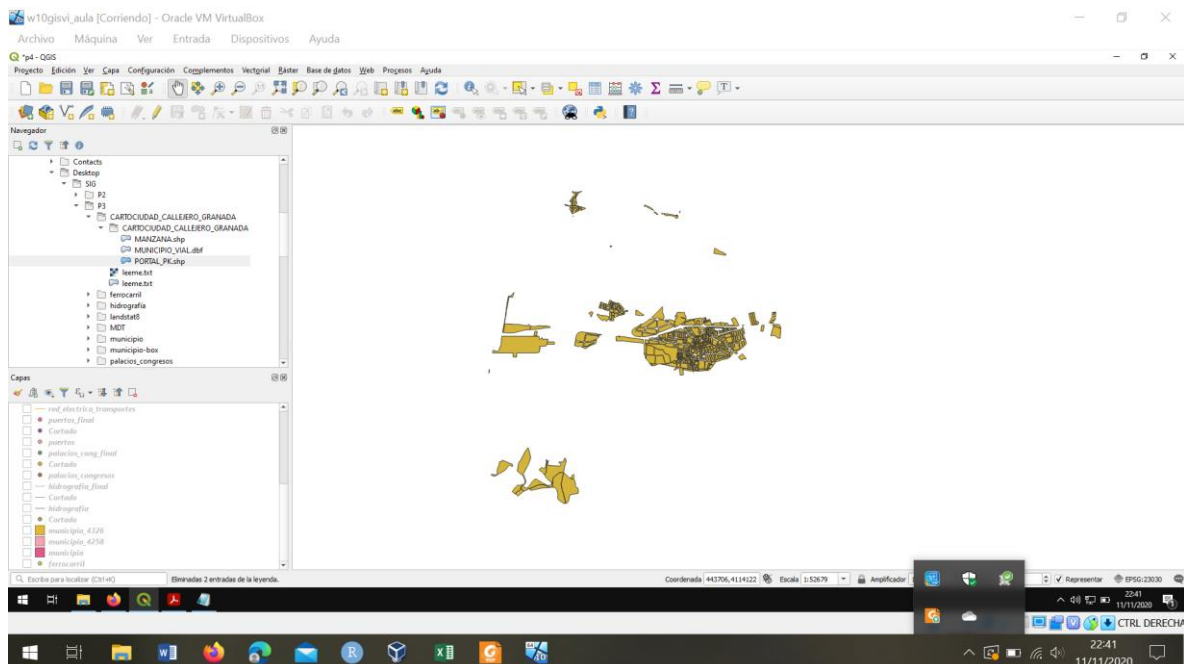 w10gisvi_aula [Corriendo] - Oracle VM VirtualBox
Archivo Máquina Ver Entrada Dispositivos Ayuda
*p4 - QGIS
Proyecto Edición Ver Capa Configuración Complementos Vectorial Ráster Base de datos Web Procesos Ayuda
Navegador
Contacts
Desktop
SIG
P2
P3
CARTOCIUDAD_CALLEJERO_GRANADA
CARTOCIUDAD_CALLEJERO_GRANADA
MANZANA.shp
MUNICIPIO_VIAL.dbf
PORTAL_PK.shp
leeme.txt
leeme.txt
ferrocarril
hidrografía
landstat8
MDT
municipio
municipio-box
palacios_congresos
Capas
red_electrica_transportes
puertos_final
Cortado
puertos
palacios_cong_final
Cortado
palacios_congresos
hidrografia_final
Cortado
hidrografia
Cortado
municipio_4326
municipio_4258
municipio
ferrocarril
Escriba para localizar (Ctrl+K) Eliminadas 2 entradas de la leyenda. Coordenada 443706,4114122 Escala 1:52679 Amplificador Representar EPSG:23030
22:41
11/11/2020
CTRL DERECHA
22:41
11/11/2020